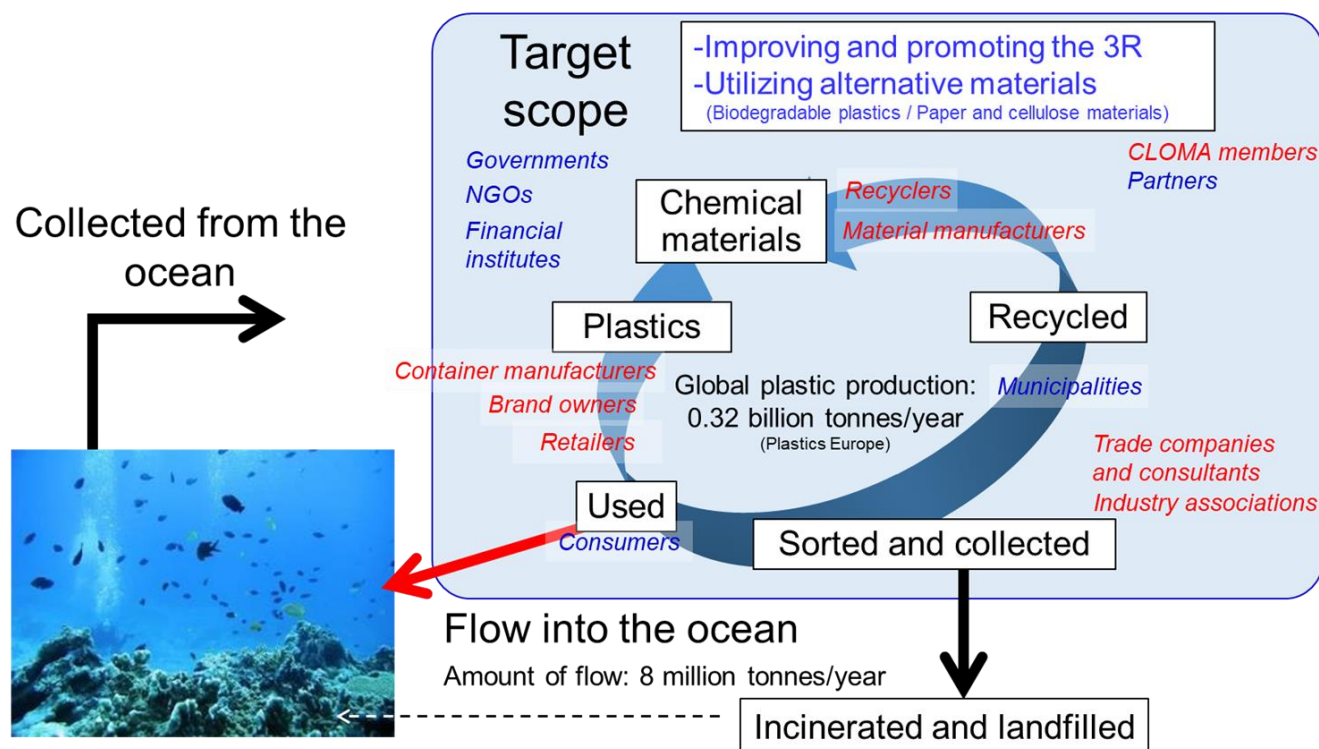 Target
scope
-Improving and promoting the 3R
-Utilizing alternative materials
(Biodegradable plastics / Paper and cellulose materials)
Governments
NGOs
Financial
institutes
CLOMA members
Partners
Collected from the
ocean
Chemical
materials
Recyclers
Material manufacturers
Plastics
Recycled
Container manufacturers
Brand owners
Retailers
Global plastic production:
0.32 billion tonnes/year
(Plastics Europe)
Municipalities
Trade companies
and consultants
Industry associations
Used
Consumers
Sorted and collected
Flow into the ocean
Amount of flow: 8 million tonnes/year
Incinerated and landfilled